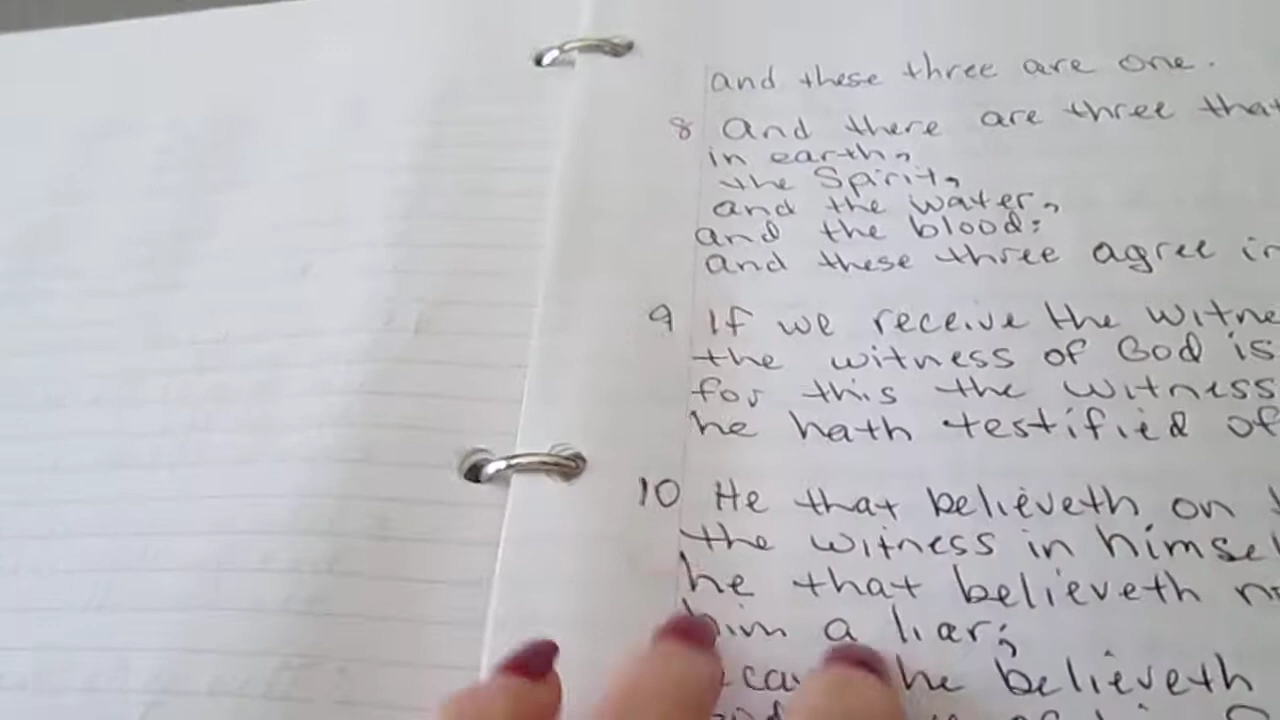 and these three are one.
8 And there are three that
in earth,
the Spirit,
and the water,
and the blood:
and these three agree in
9 If we receive the witne
the witness of God is
for this the witness
he hath testified of
10 He that believeth on
the witness in himsel
he that believeth
him a liar;
he believeth